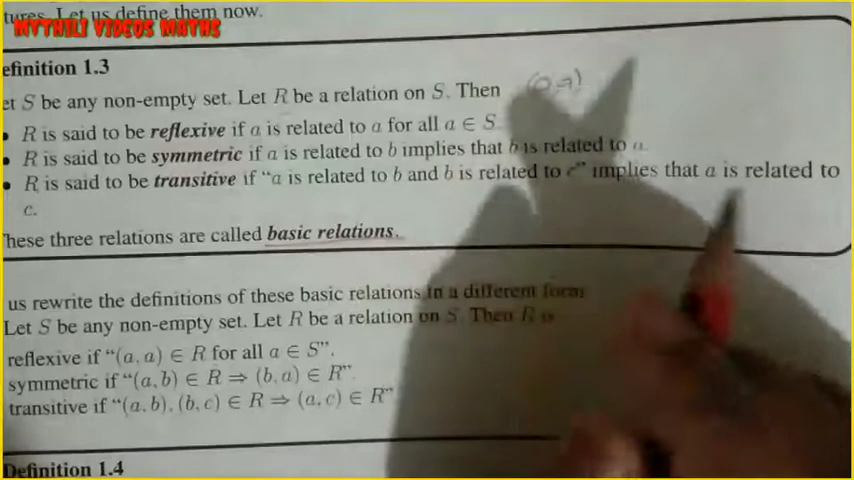 tures. Let us define them now.
MYTHILI VIDEOS MATHS
efinition 1.3
et S be any non-empty set. Let R be a relation on S. Then (a,a)
• R is said to be reflexive if a is related to a for all a ∈ S.
• R is said to be symmetric if a is related to b implies that b is related to a.
• R is said to be transitive if “a is related to b and b is related to c” implies that a is related to
c.
hese three relations are called basic relations.
us rewrite the definitions of these basic relations in a different form
Let S be any non-empty set. Let R be a relation on S. Then R is
reflexive if “(a, a) ∈ R for all a ∈ S”.
symmetric if “(a, b) ∈ R ⇒ (b, a) ∈ R”.
transitive if “(a, b), (b, c) ∈ R ⇒ (a, c) ∈ R”
Definition 1.4